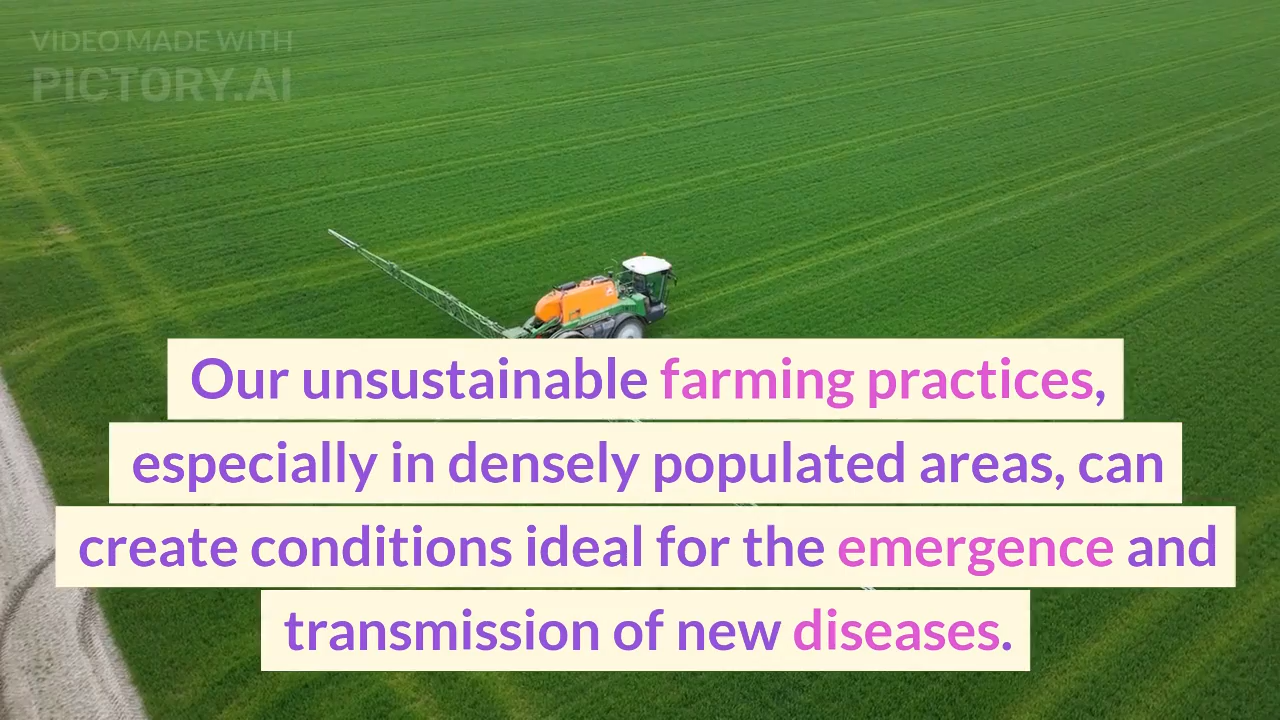 VIDEO MADE WITH
PICTORY.AI
Our unsustainable farming practices,
especially in densely populated areas, can
create conditions ideal for the emergence and
transmission of new diseases.